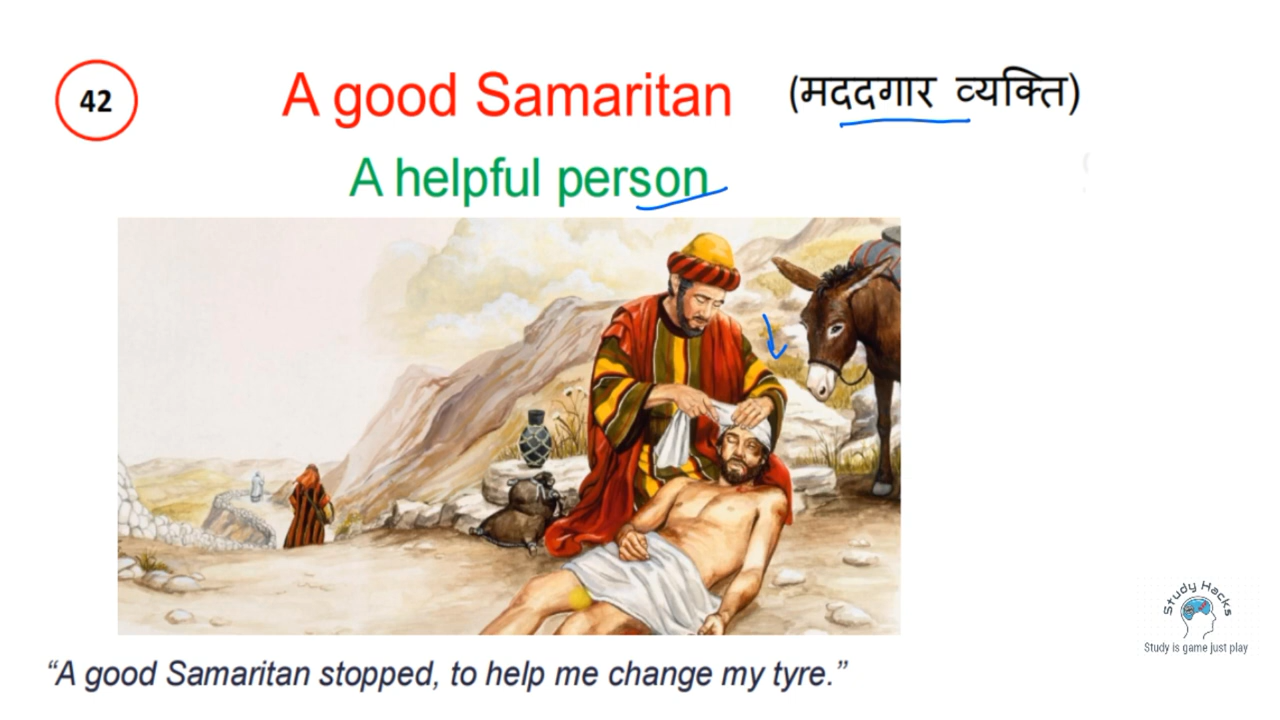 42
A good Samaritan (मददगार व्यक्ति)
A helpful person
“A good Samaritan stopped, to help me change my tyre.”
Study Hacks
Study is game just play